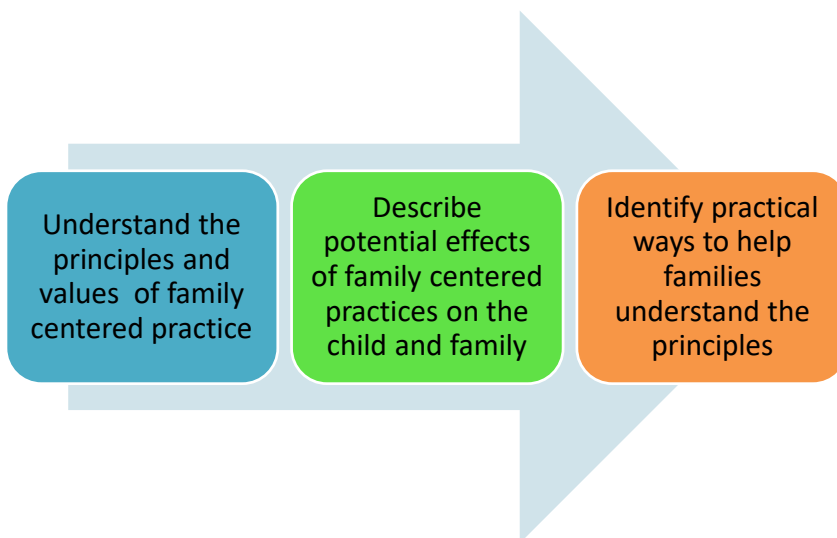 Understand the
principles and
values  of family
centered practice
Describe
potential effects
of family centered
practices on the
child and family
Identify practical
ways to help
families
understand the
principles